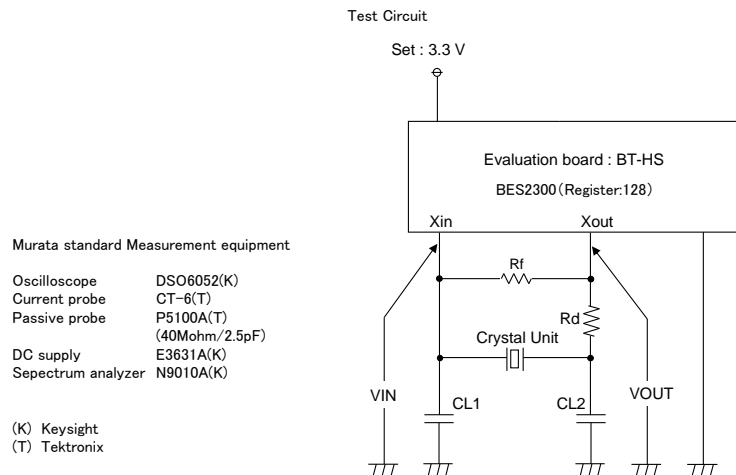 Test Circuit
Set : 3.3 V
Evaluation board : BT-HS
BES2300(Register:128)
Xin
Xout
Murata standard Measurement equipment
Oscilloscope DSO6052(K)
Current probe CT-6(T)
Passive probe P5100A(T)
(40Mohm/2.5pF)
DC supply E3631A(K)
Sepectrum analyzer N9010A(K)
(K) Keysight
(T) Tektronix
Rf
Rd
Crystal Unit
VIN
CL1
CL2
VOUT